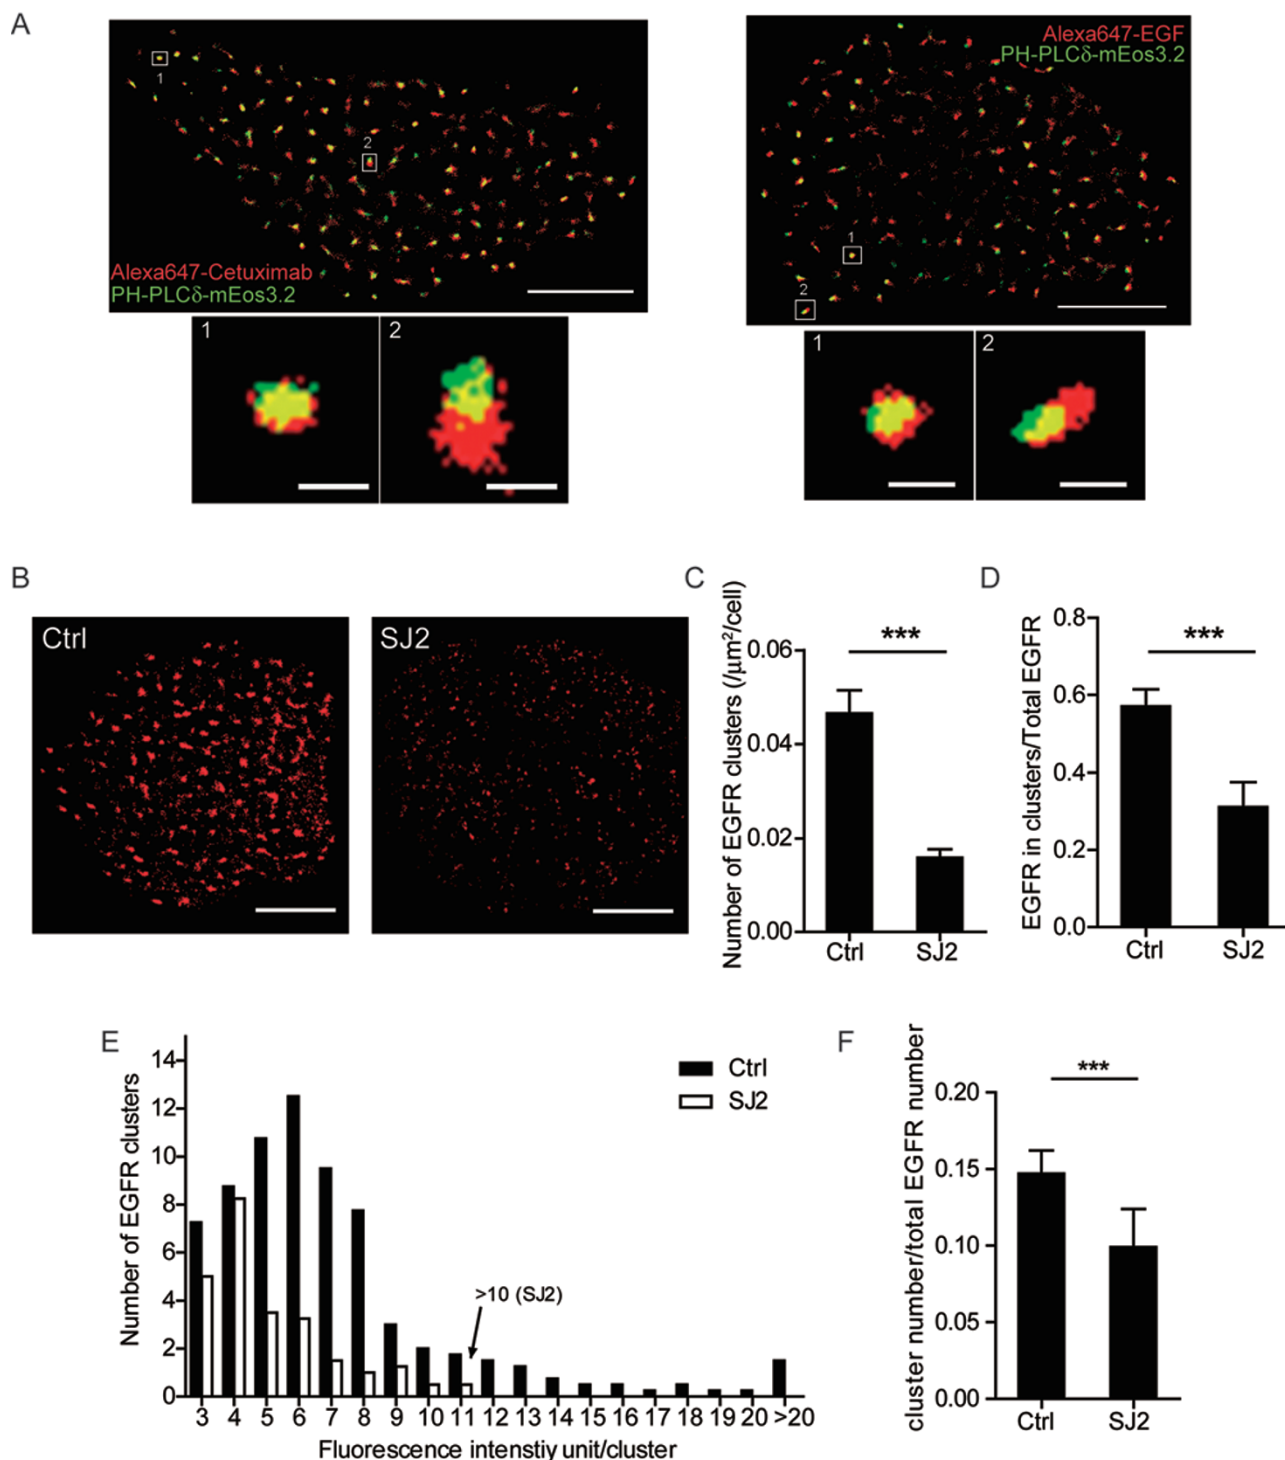 A
1
2
Alexa647-Cetuximab
PH-PLCδ-mEos3.2
1
2
Alexa647-EGF
PH-PLCδ-mEos3.2
1
2
1
2
B
Ctrl
SJ2
C
Number of EGFR clusters (/μm²/cell)
0.06
0.04
0.02
0.00
***
Ctrl
SJ2
D
EGFR in clusters/Total EGFR
0.8
0.6
0.4
0.2
0.0
***
Ctrl
SJ2
E
Number of EGFR clusters
14
12
10
8
6
4
2
0
Ctrl
SJ2
>10 (SJ2)
3 4 5 6 7 8 9 10 11 12 13 14 15 16 17 18 19 20 >20
Fluorescence intenstiy unit/cluster
F
cluster number/total EGFR number
0.20
0.15
0.10
0.05
0.00
***
Ctrl
SJ2